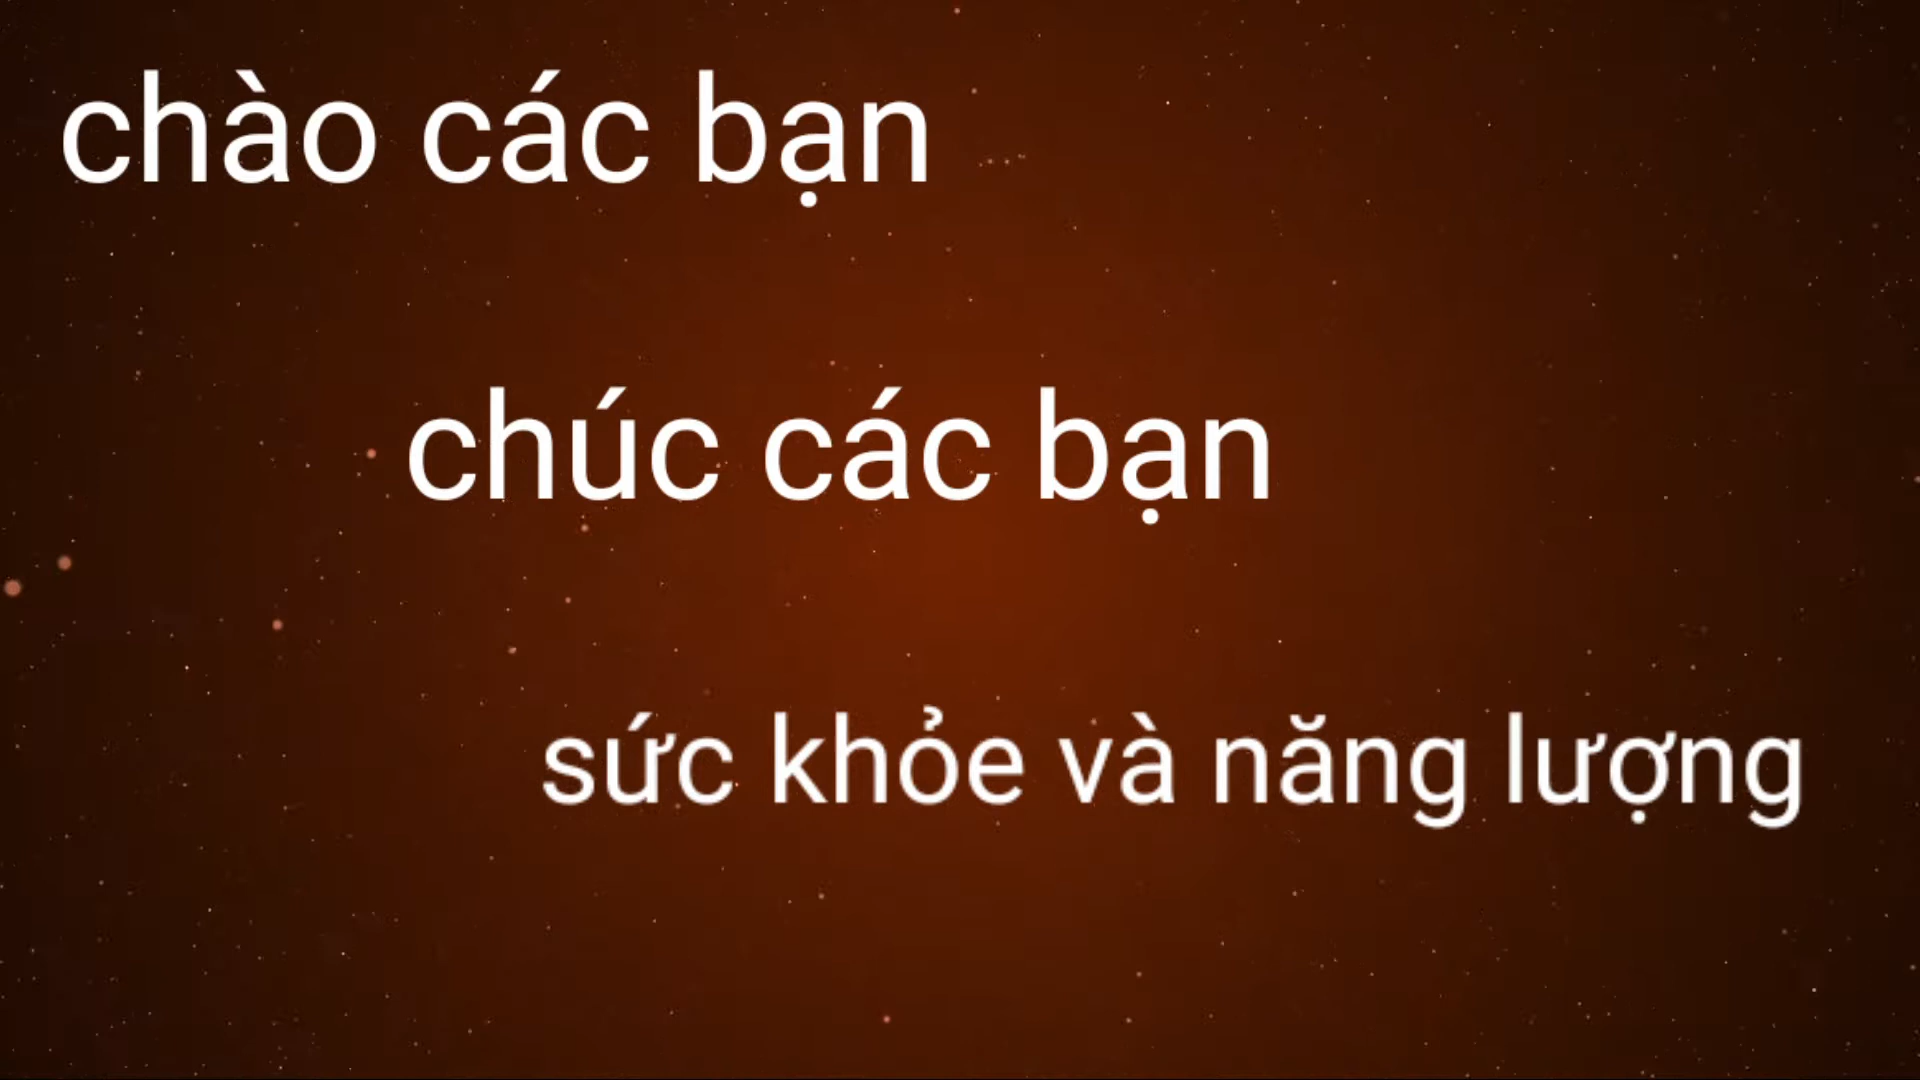 chào các bạn
chúc các bạn
sức khỏe và năng lượng